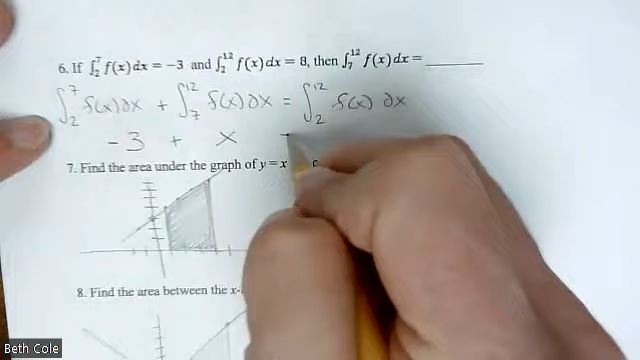 6. If ∫₂⁷ f(x) dx = −3 and ∫₂¹² f(x) dx = 8, then ∫₇¹² f(x) dx = ______
∫₂⁷ f(x) dx + ∫₇¹² f(x) dx = ∫₂¹² f(x) dx
-3 + x
7. Find the area under the graph of y = x
8. Find the area between the x-
Beth Cole